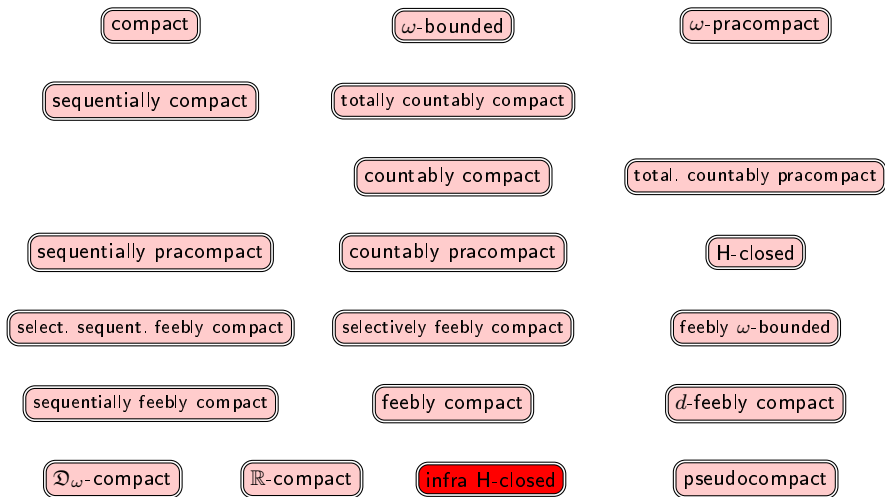 compact ω-bounded ω-pracompact
sequentially compact totally countably compact
countably compact total. countably pracompact
sequentially pracompact countably pracompact H-closed
select. sequent. feebly compact selectively feebly compact feebly ω-bounded
sequentially feebly compact feebly compact d-feebly compact
𝔇ω-compact ℝ-compact infra H-closed pseudocompact